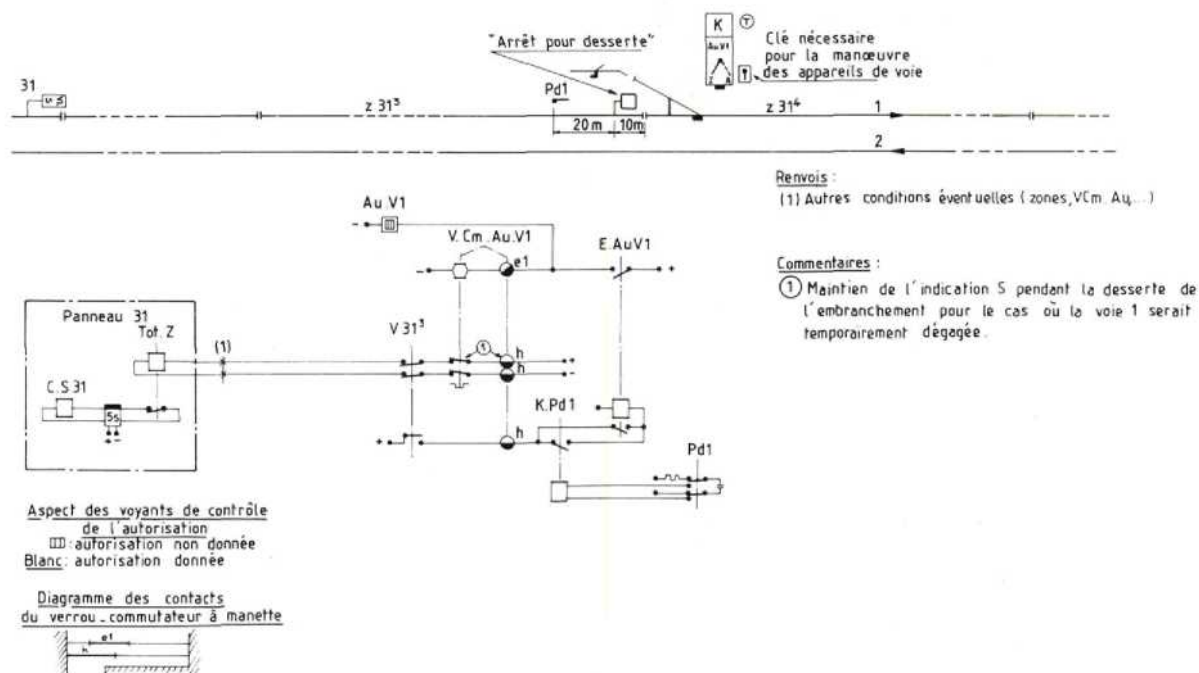 K
T
Au.V1
Clé nécessaire
pour la manœuvre
des appareils de voie
"Arrêt pour desserte"
31
Pd1
z 31³
20 m
10m
z 31⁴
1
2
Renvois :
(1) Autres conditions éventuelles ( zones, VCm. Au,...)
Commentaires :
① Maintien de l'indication S pendant la desserte de
l'embranchement pour le cas où la voie 1 serait
temporairement dégagée.
Au.V1
V.Cm.Au.V1
e1
E.AuV1
- +
Panneau 31
Tot. Z
(1)
V 31³
①
h +
h -
C.S 31
Ss
+ -
K.Pd 1
+ h
Pd1
Aspect des voyants de contrôle
de l'autorisation
: autorisation non donnée
Blanc : autorisation donnée
Diagramme des contacts
du verrou-commutateur à manette
e1
h